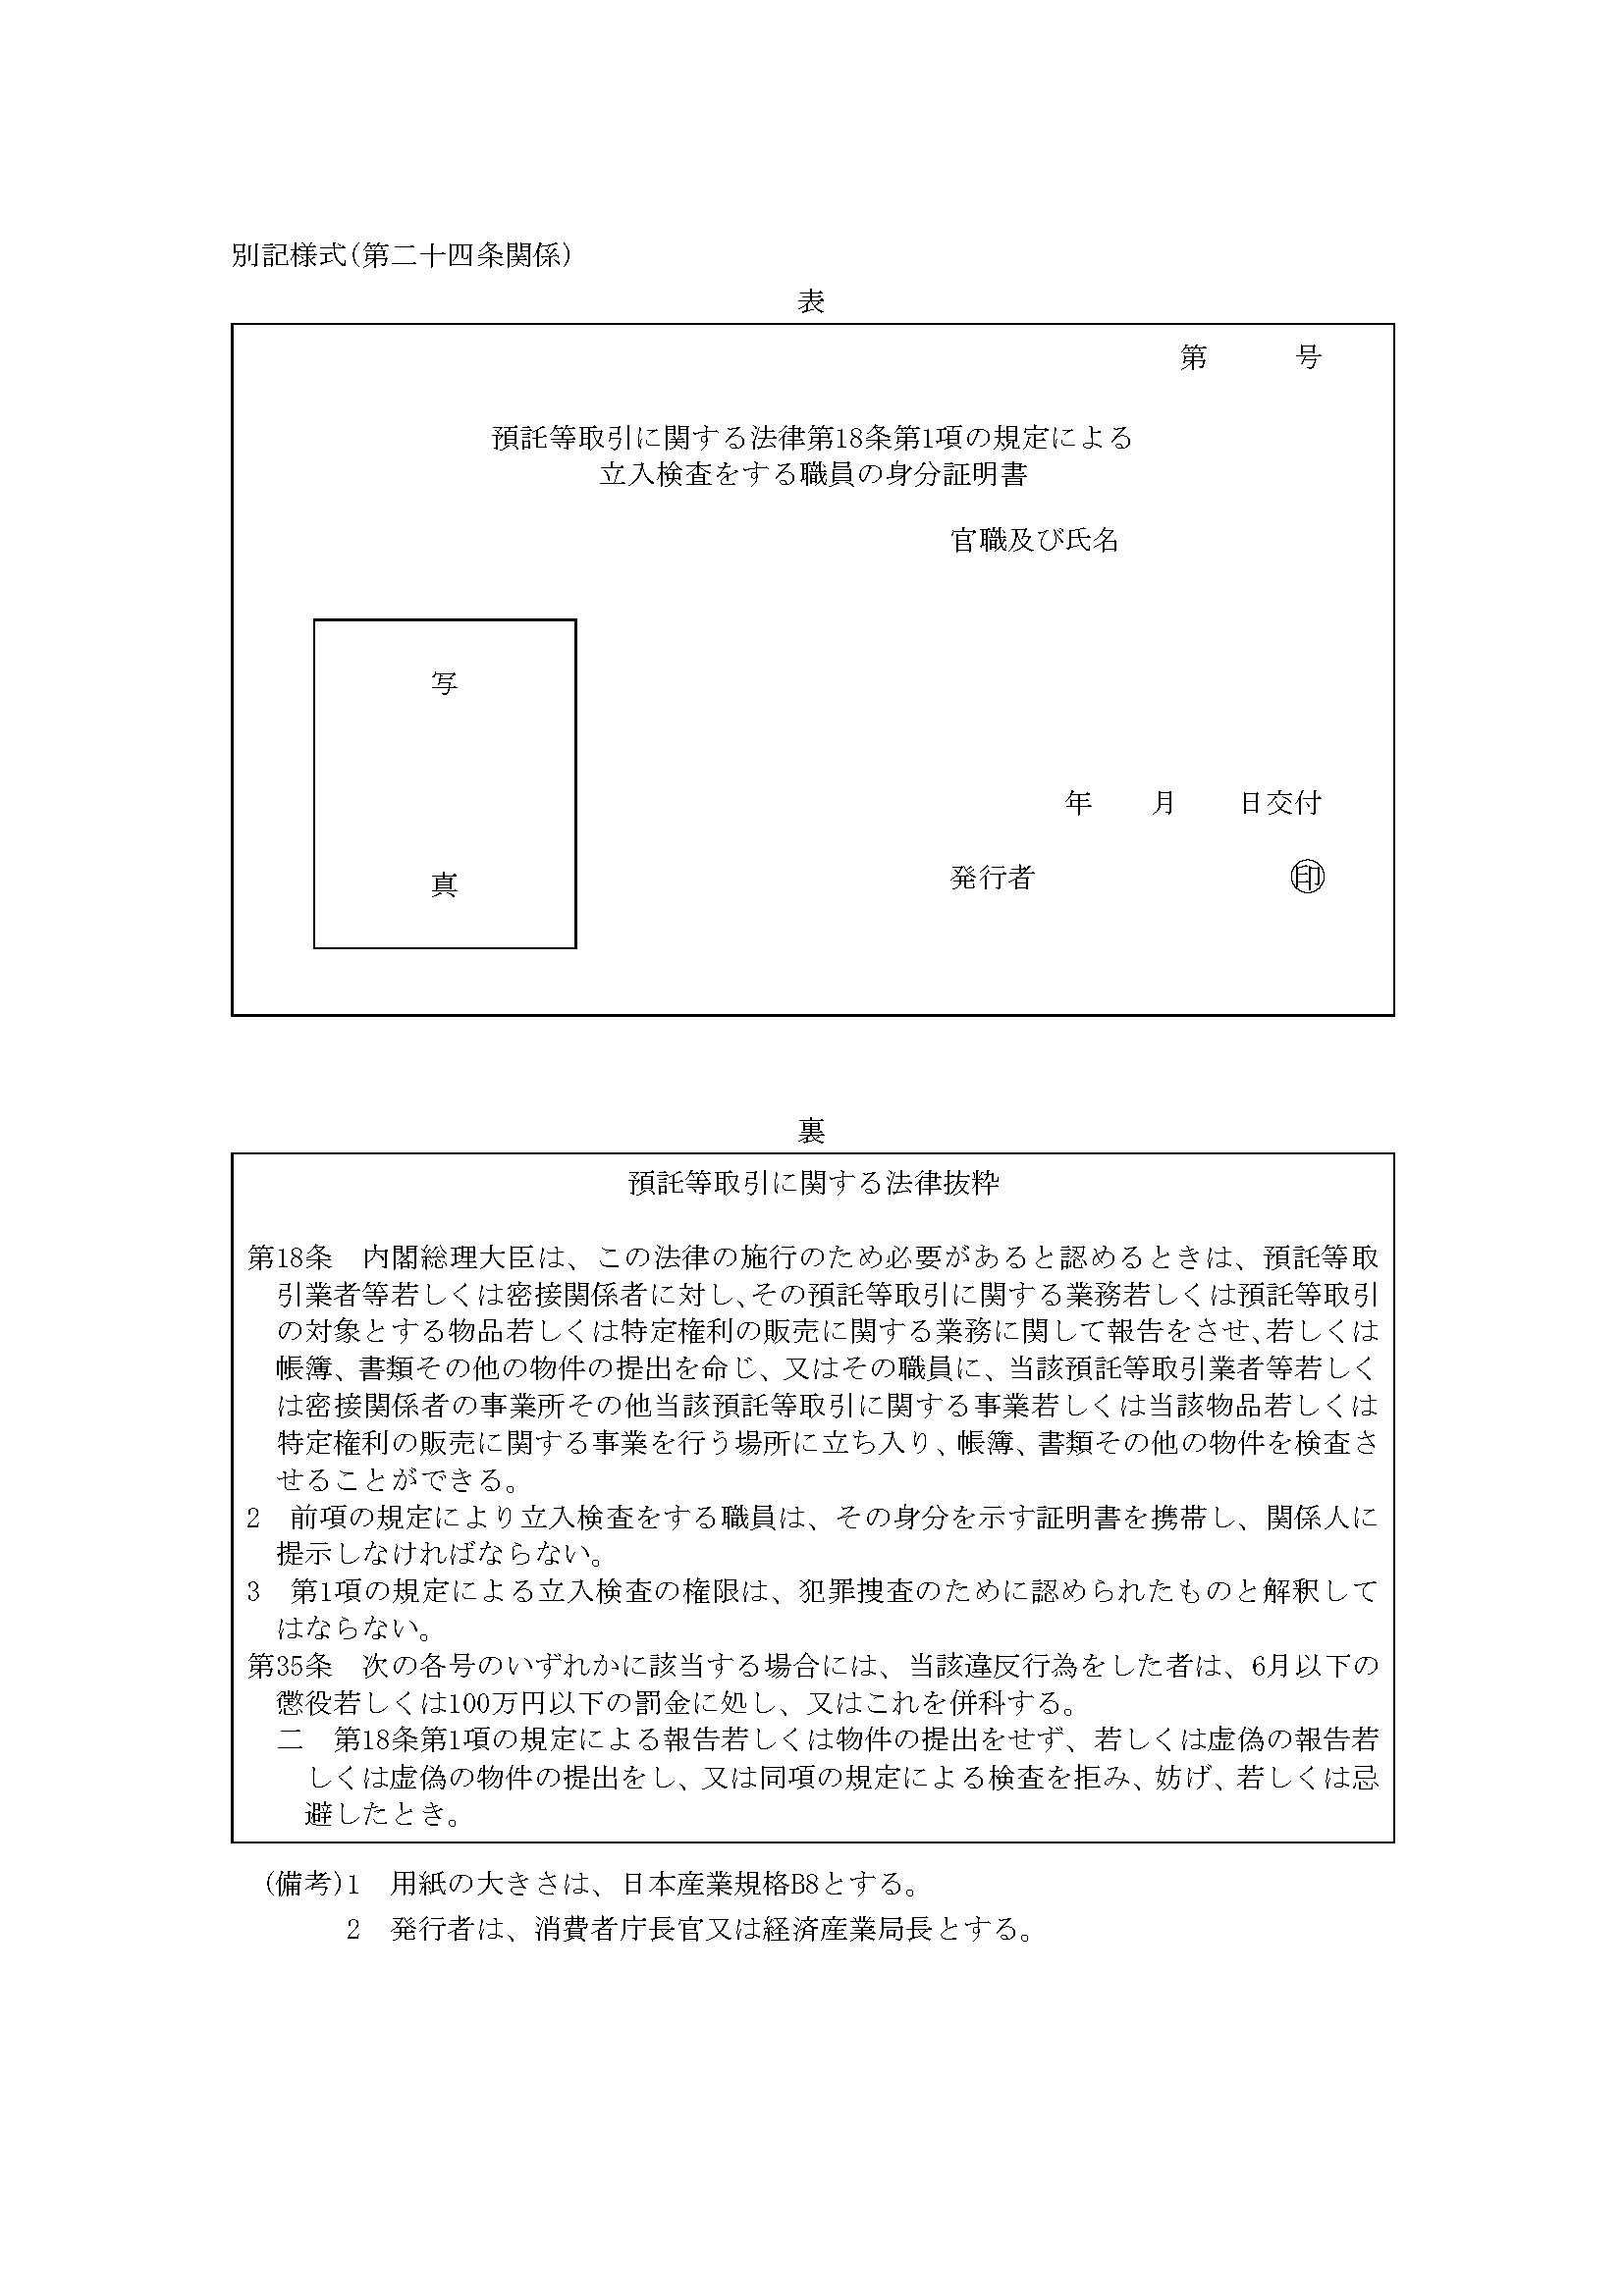 別記様式(第二十四条関係)
表
第　　　号
預託等取引に関する法律第18条第1項の規定による
立入検査をする職員の身分証明書
官職及び氏名
写
年　　月　　日交付
真
発行者　　　　　　　　　㊞
裏
預託等取引に関する法律抜粋
第18条　内閣総理大臣は、この法律の施行のため必要があると認めるときは、預託等取
引業者等若しくは密接関係者に対し、その預託等取引に関する業務若しくは預託等取引
の対象とする物品若しくは特定権利の販売に関する業務に関して報告をさせ、若しくは
帳簿、書類その他の物件の提出を命じ、又はその職員に、当該預託等取引業者等若しく
は密接関係者の事業所その他当該預託等取引に関する事業若しくは当該物品若しくは
特定権利の販売に関する事業を行う場所に立ち入り、帳簿、書類その他の物件を検査さ
せることができる。
2　前項の規定により立入検査をする職員は、その身分を示す証明書を携帯し、関係人に
提示しなければならない。
3　第1項の規定による立入検査の権限は、犯罪捜査のために認められたものと解釈して
はならない。
第35条　次の各号のいずれかに該当する場合には、当該違反行為をした者は、6月以下の
懲役若しくは100万円以下の罰金に処し、又はこれを併科する。
二　第18条第1項の規定による報告若しくは物件の提出をせず、若しくは虚偽の報告若
しくは虚偽の物件の提出をし、又は同項の規定による検査を拒み、妨げ、若しくは忌
避したとき。
(備考)1　用紙の大きさは、日本産業規格B8とする。
2　発行者は、消費者庁長官又は経済産業局長とする。